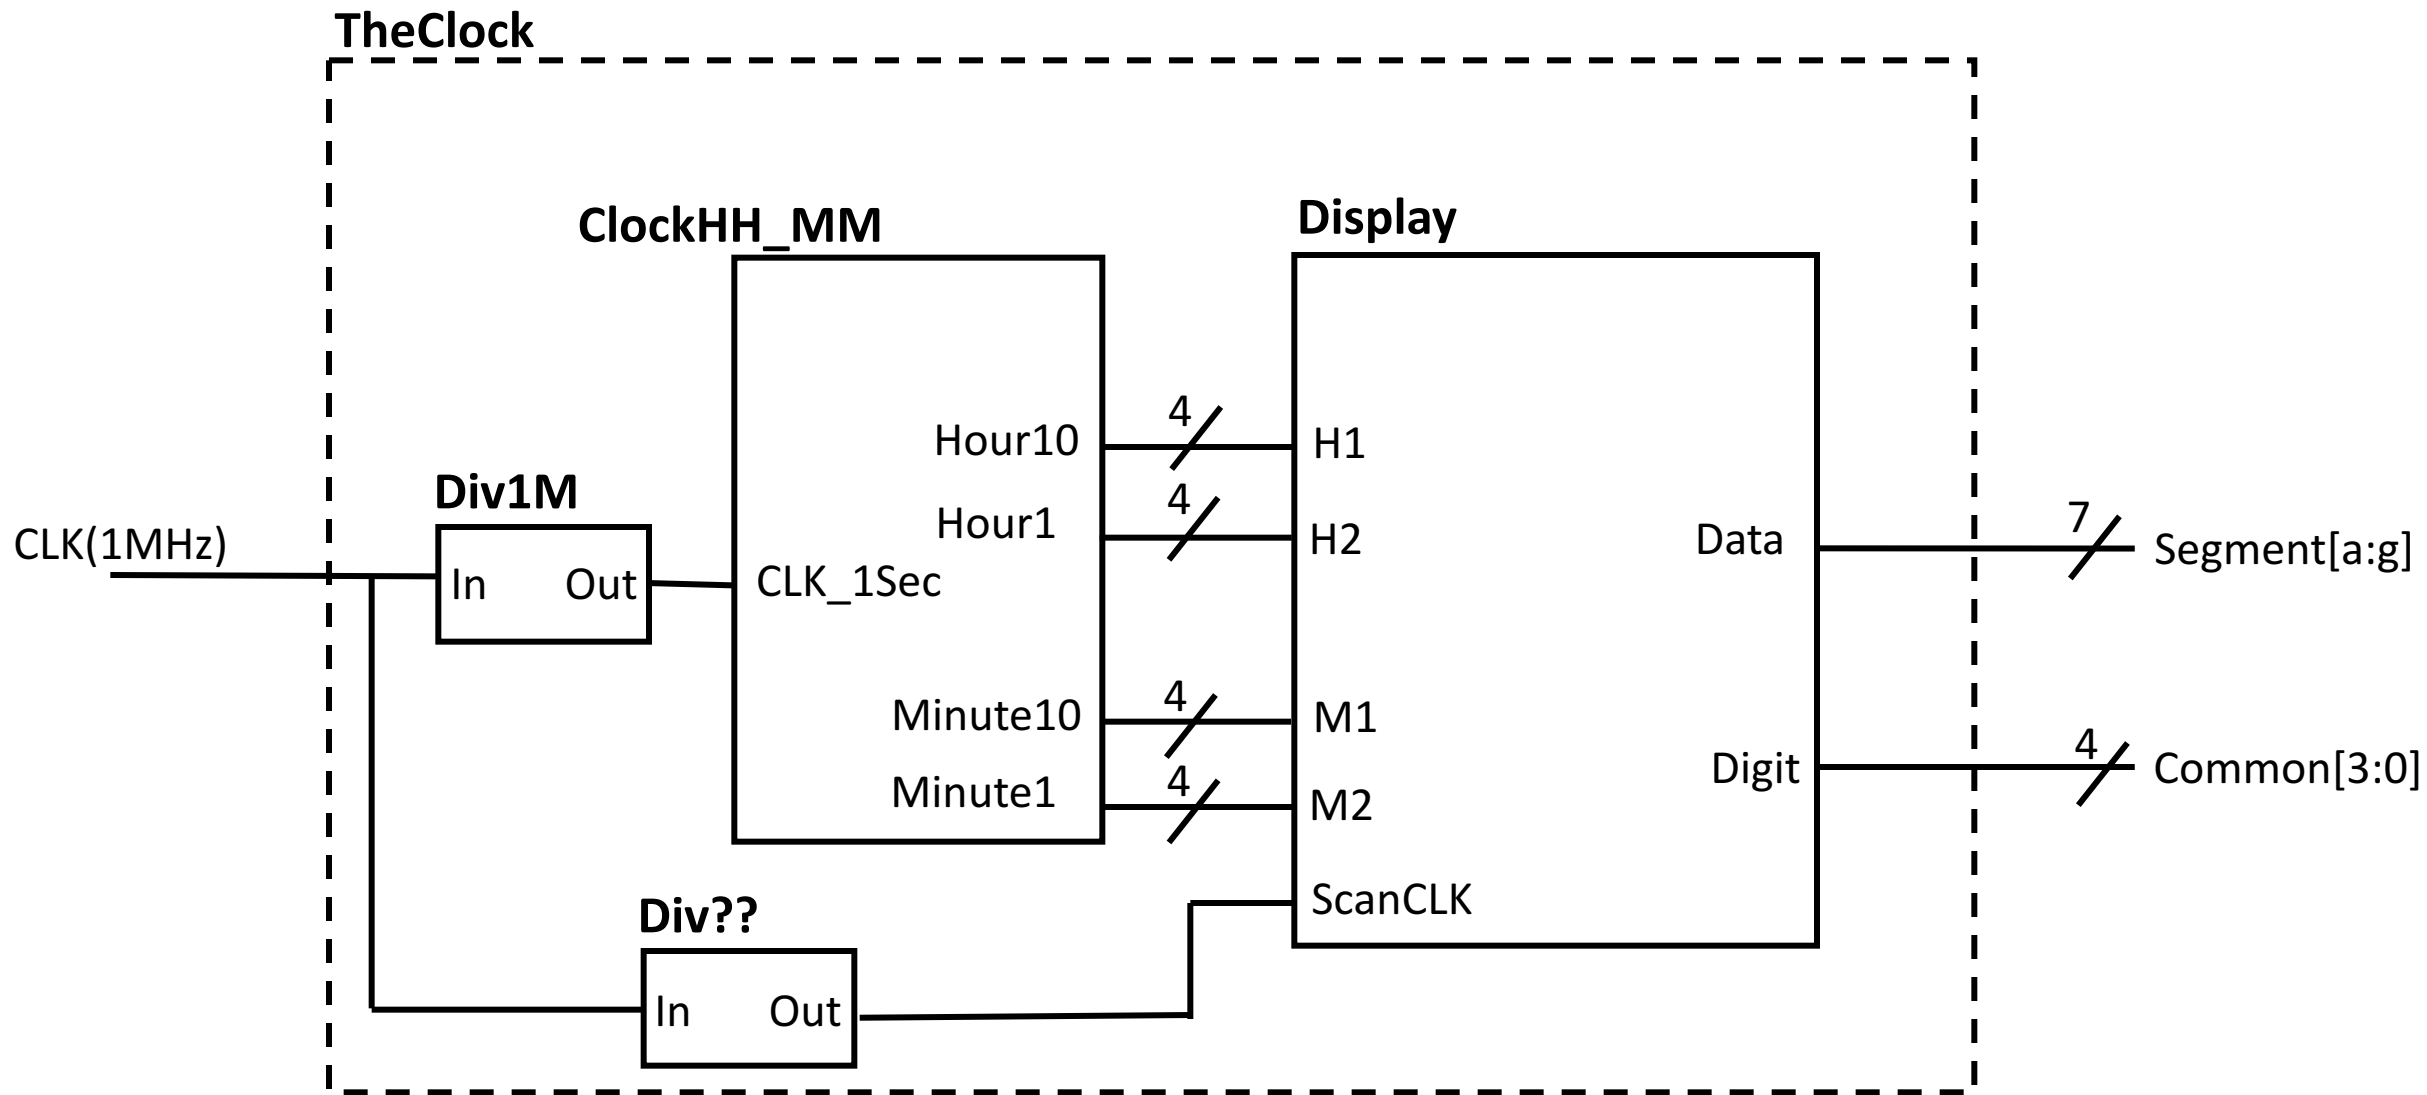 TheClock
ClockHH_MM
Display
Hour10
4
H1
Div1M
Hour1
4
H2
Data
7
Segment[a:g]
CLK(1MHz)
In
Out
CLK_1Sec
Minute10
4
M1
Minute1
4
M2
Digit
4
Common[3:0]
Div??
ScanCLK
In
Out